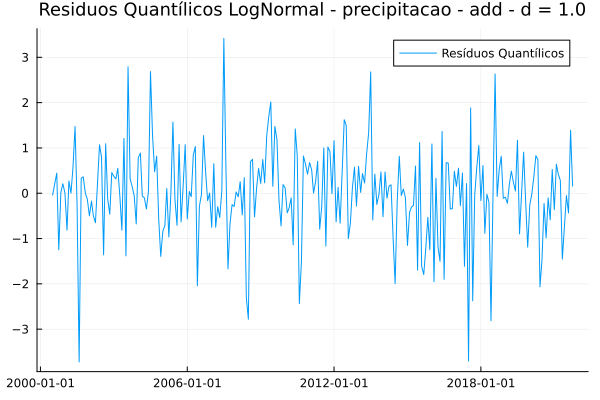 Resíduos Quantílicos LogNormal - precipitacao - add - d = 1.0
Resíduos Quantílicos
3
2
1
0
−1
−2
−3
2000-01-01 2006-01-01 2012-01-01 2018-01-01